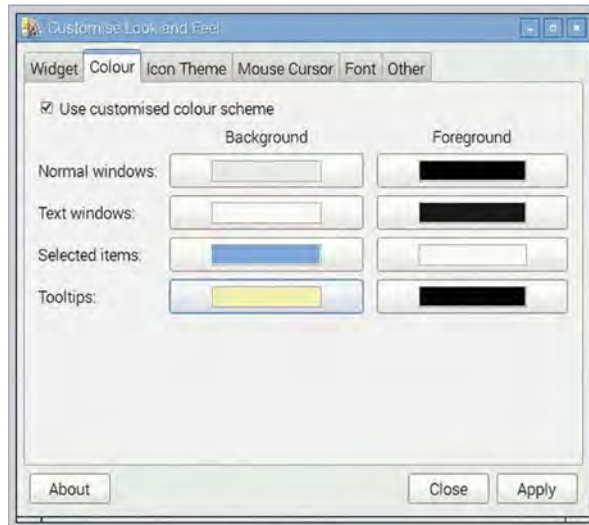 Customise Look and Feel
Widget Colour Icon Theme Mouse Cursor Font Other
Use customised colour scheme
Background Foreground
Normal windows:
Text windows:
Selected items:
Tooltips:
About Close Apply